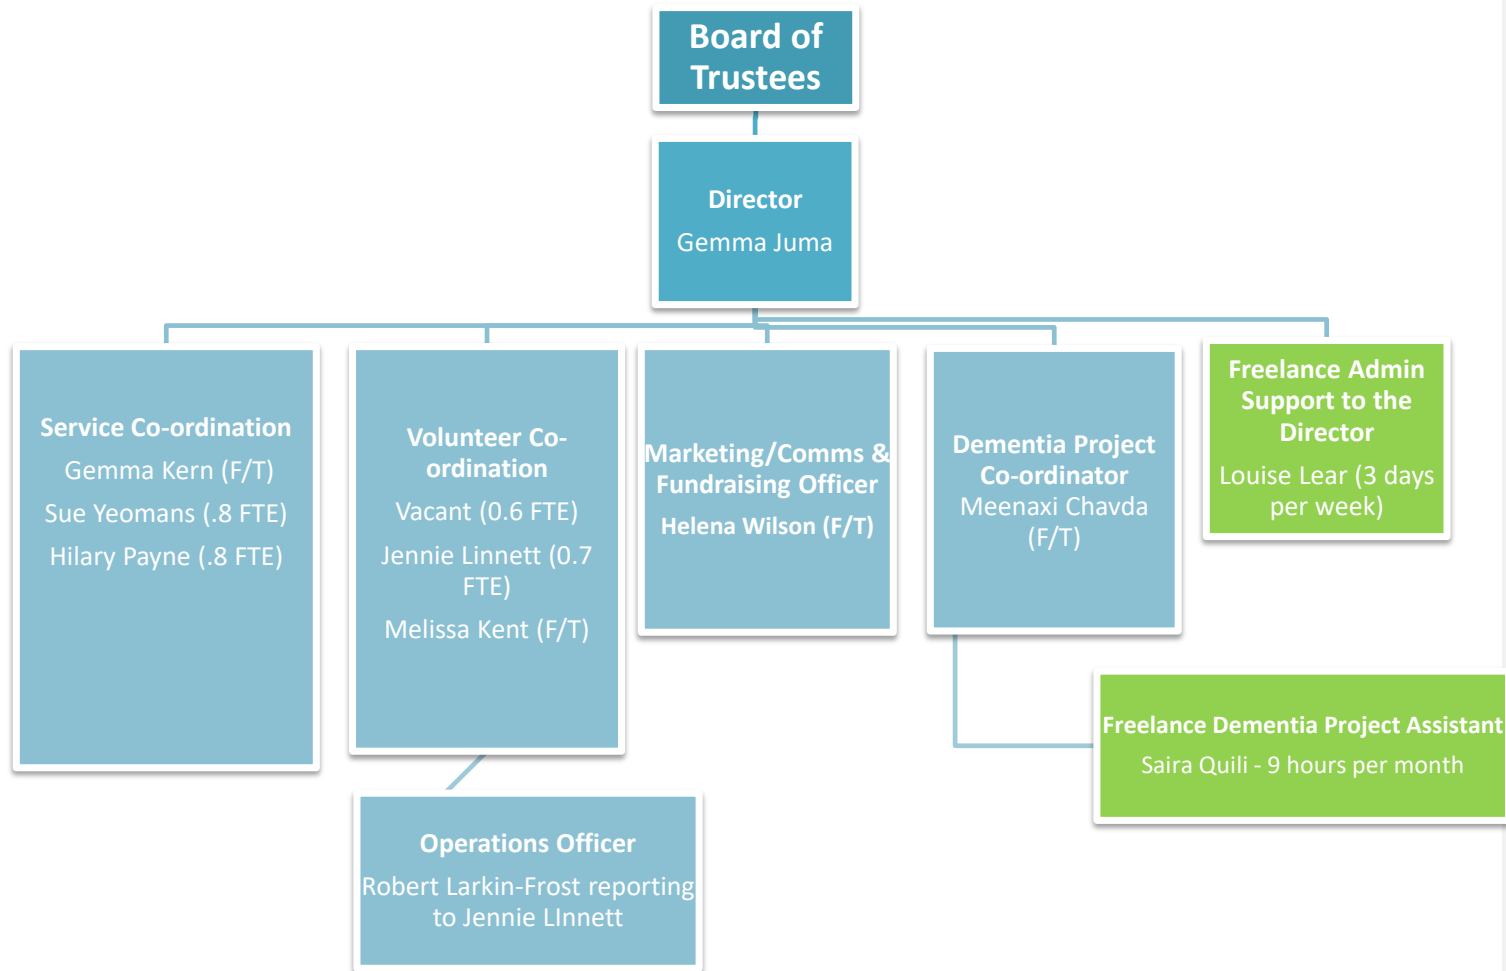 Board of
Trustees
Director
Gemma Juma
Service Co-ordination
Gemma Kern (F/T)
Sue Yeomans (.8 FTE)
Hilary Payne (.8 FTE)
Volunteer Co-
ordination
Vacant (0.6 FTE)
Jennie Linnett (0.7
FTE)
Melissa Kent (F/T)
Marketing/Comms &
Fundraising Officer
Helena Wilson (F/T)
Dementia Project
Co-ordinator
Meenaxi Chavda
(F/T)
Freelance Admin
Support to the
Director
Louise Lear (3 days
per week)
Freelance Dementia Project Assistant
Saira Quili - 9 hours per month
Operations Officer
Robert Larkin-Frost reporting
to Jennie LInnett